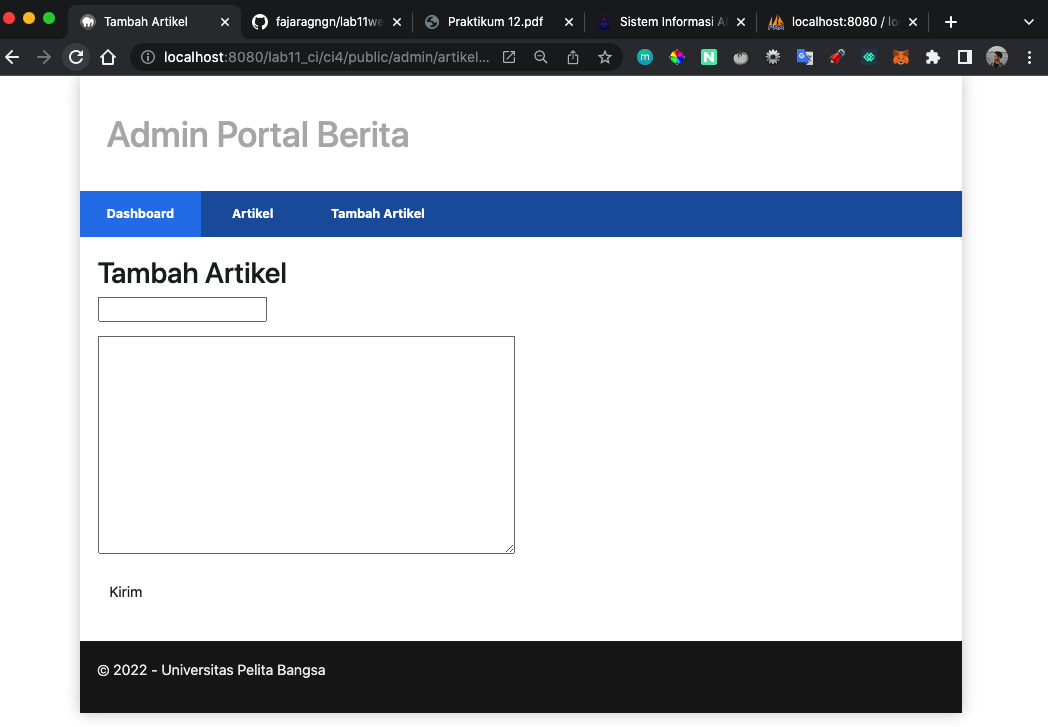 Tambah Artikel
fajaragngn/lab11we
Praktikum 12.pdf
Sistem Informasi Al
localhost:8080 / lo
localhost:8080/lab11_ci/ci4/public/admin/artikel...
Admin Portal Berita
Dashboard Artikel Tambah Artikel
Tambah Artikel
Kirim
© 2022 - Universitas Pelita Bangsa